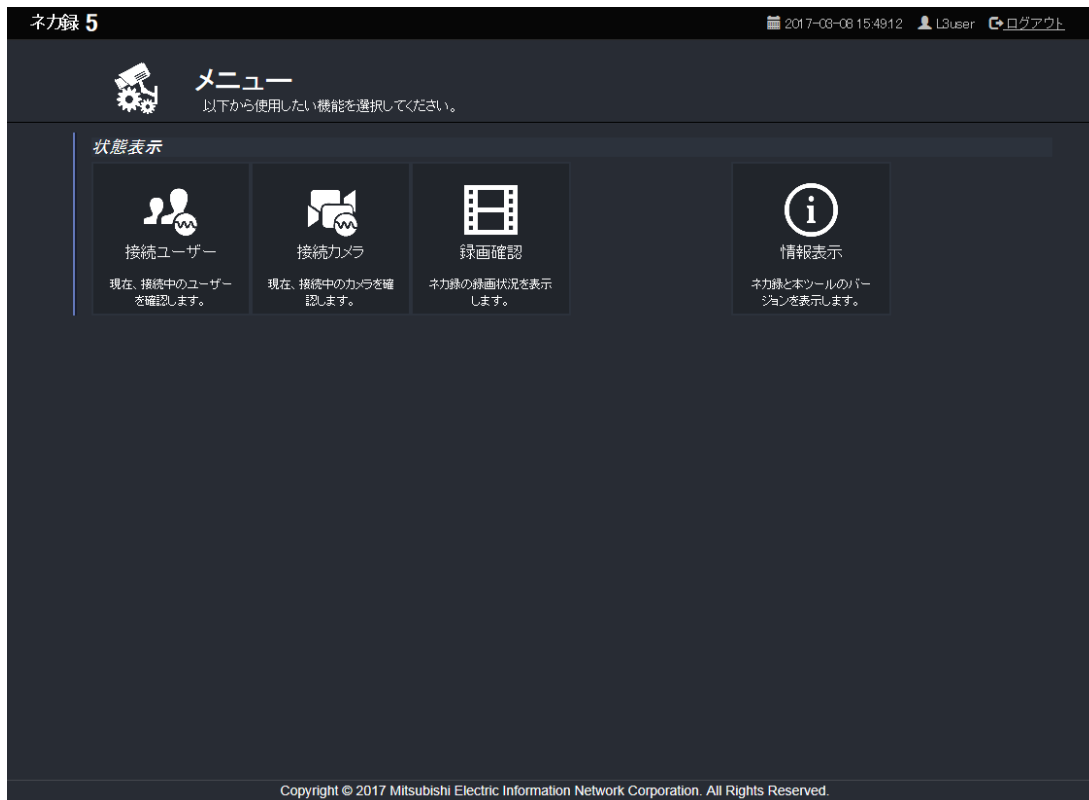 ネカ録 5
2017-03-08 15:49:12 L3user ログアウト
メニュー
以下から使用したい機能を選択してください。
状態表示
接続ユーザー
現在、接続中のユーザー
を確認します。
接続カメラ
現在、接続中のカメラを確
認します。
録画確認
ネカ録の録画状況を表示
します。
情報表示
ネカ録と本ツールのバー
ジョンを表示します。
Copyright © 2017 Mitsubishi Electric Information Network Corporation. All Rights Reserved.